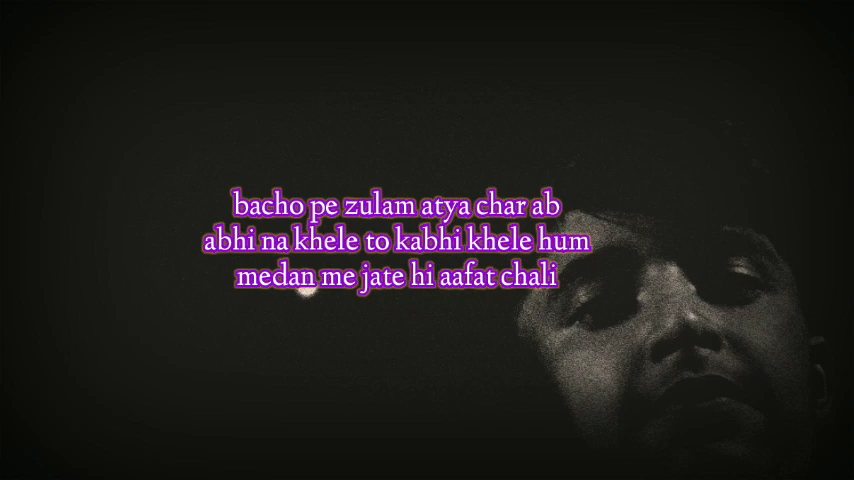 bacho pe zulam atya char ab
abhi na khele to kabhi khele hum
medan me jate hi aafat chali